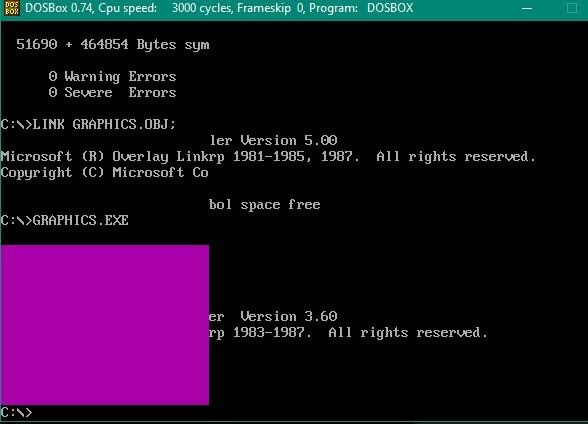 DOS BOX DOSBox 0.74, Cpu speed: 3000 cycles, Frameskip 0, Program: DOSBOX
51690 + 464854 Bytes sym
0 Warning Errors
0 Severe Errors
C:\>LINK GRAPHICS.OBJ;
ler Version 5.00
Microsoft (R) Overlay Linkrp 1981-1985, 1987. All rights reserved.
Copyright (C) Microsoft Co
bol space free
C:\>GRAPHICS.EXE
er Version 3.60
rp 1983-1987. All rights reserved.
C:\>